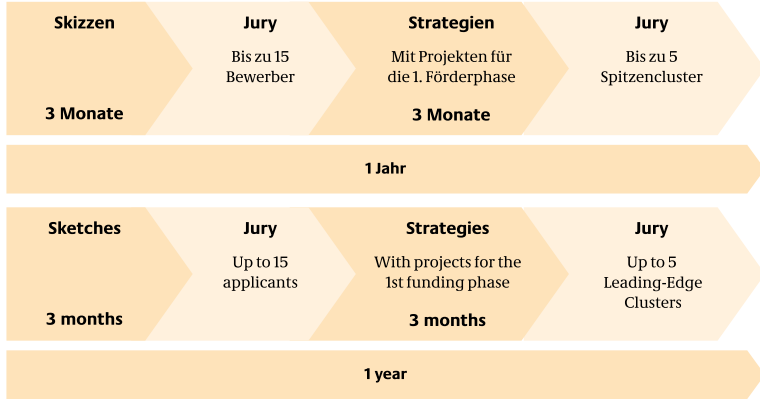 Skizzen
3 Monate
Jury
Bis zu 15
Bewerber
Strategien
Mit Projekten für
die 1. Förderphase
3 Monate
Jury
Bis zu 5
Spitzencluster
1 Jahr
Sketches
3 months
Jury
Up to 15
applicants
Strategies
With projects for the
1st funding phase
3 months
Jury
Up to 5
Leading-Edge
Clusters
1 year